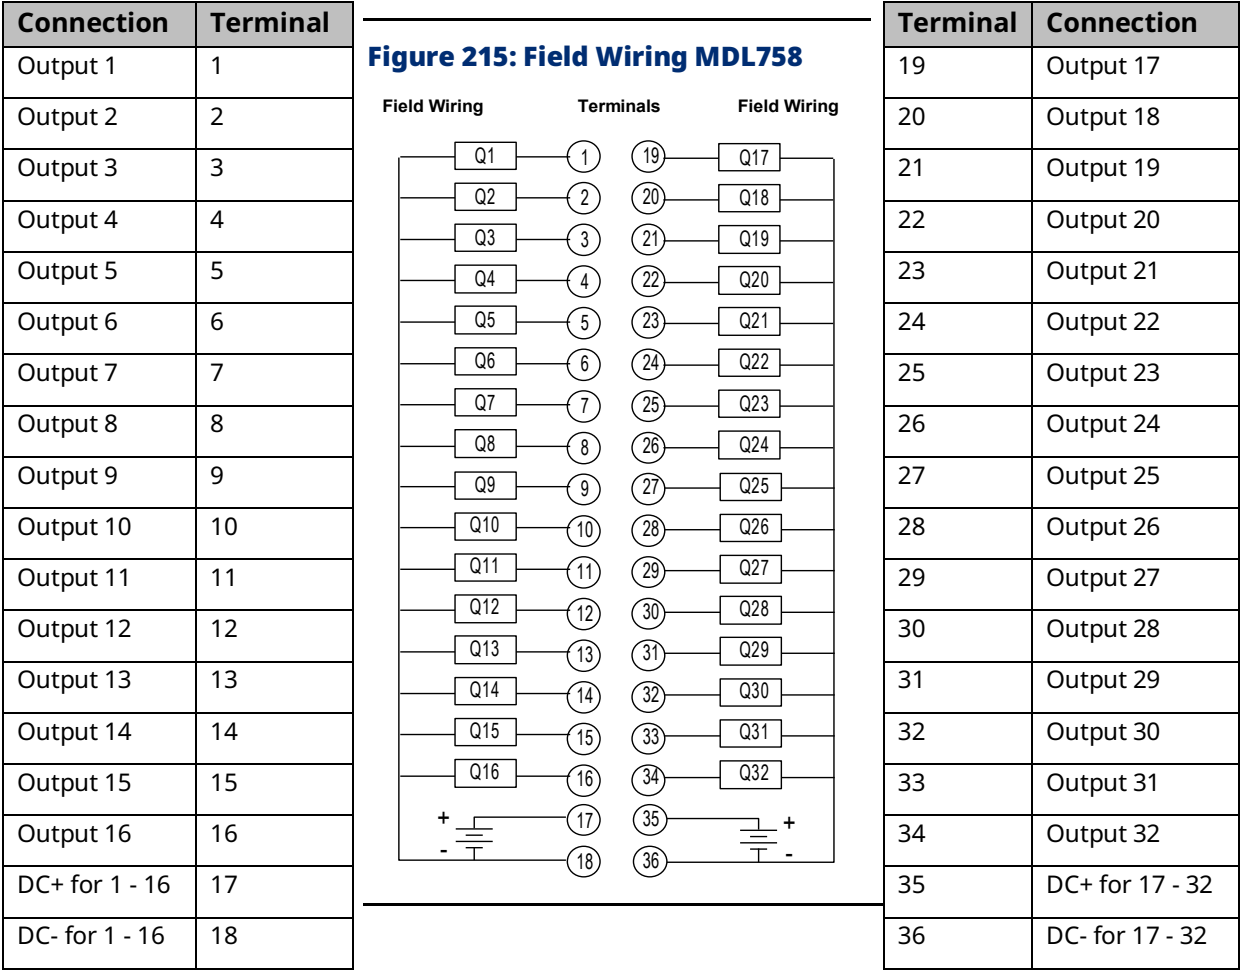 Connection Terminal
Output 1 1
Output 2 2
Output 3 3
Output 4 4
Output 5 5
Output 6 6
Output 7 7
Output 8 8
Output 9 9
Output 10 10
Output 11 11
Output 12 12
Output 13 13
Output 14 14
Output 15 15
Output 16 16
DC+ for 1 - 16 17
DC- for 1 - 16 18
Figure 215: Field Wiring MDL758
Field Wiring Terminals Field Wiring
Q1 1 19 Q17
Q2 2 20 Q18
Q3 3 21 Q19
Q4 4 22 Q20
Q5 5 23 Q21
Q6 6 24 Q22
Q7 7 25 Q23
Q8 8 26 Q24
Q9 9 27 Q25
Q10 10 28 Q26
Q11 11 29 Q27
Q12 12 30 Q28
Q13 13 31 Q29
Q14 14 32 Q30
Q15 15 33 Q31
Q16 16 34 Q32
+ 17 35 +
- 18 36 -
Terminal Connection
19 Output 17
20 Output 18
21 Output 19
22 Output 20
23 Output 21
24 Output 22
25 Output 23
26 Output 24
27 Output 25
28 Output 26
29 Output 27
30 Output 28
31 Output 29
32 Output 30
33 Output 31
34 Output 32
35 DC+ for 17 - 32
36 DC- for 17 - 32